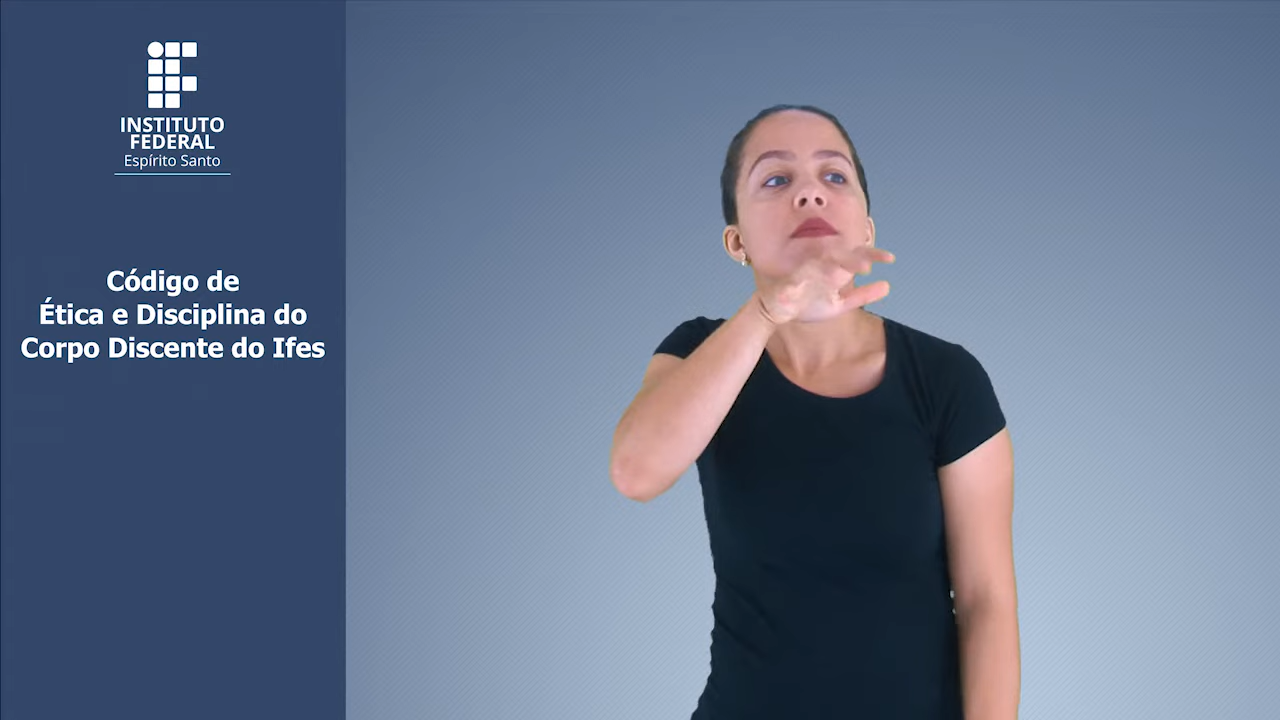 INSTITUTO
FEDERAL
Espírito Santo
Código de
Ética e Disciplina do
Corpo Discente do Ifes